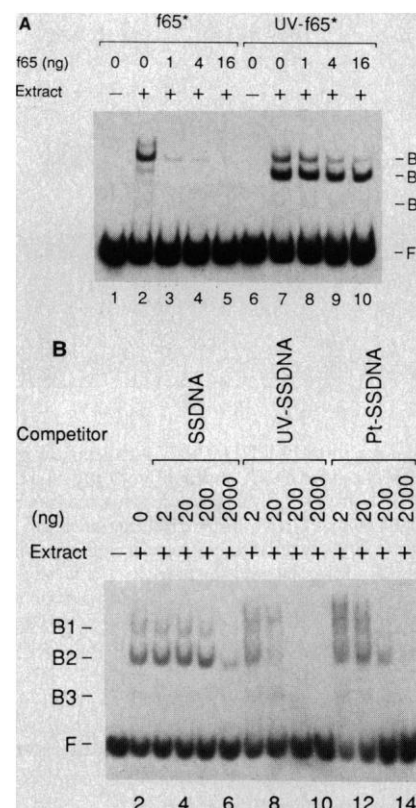 A
f65* UV-f65*
f65 (ng) 0 0 1 4 16 0 0 1 4 16
Extract – + + + + – + + + +
– B
– B
– B
– F
1 2 3 4 5 6 7 8 9 10
B
SSDNA UV-SSDNA Pt-SSDNA
Competitor
(ng) 0 2 20 200 2000 2 20 200 2000 2 20 200 2000
Extract – + + + + + + + + + + + + +
B1 –
B2 –
B3 –
F –
2 4 6 8 10 12 14